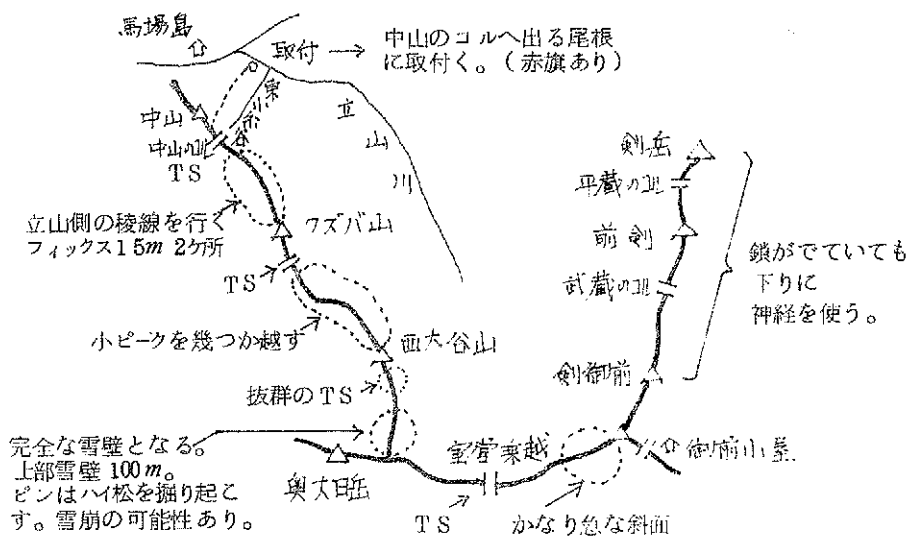 馬場島
取付 →
中山のコルへ出る尾根
に取付く。（赤旗あり）
立山川
中山
中山のコル
TS
立山側の稜線を行く
フィックス15m 2ケ所
クズバ山
TS
小ピークを幾つか越す
西大谷山
抜群のTS
完全な雪壁となる。
上部雪壁100m。
ピンはハイ松を掘り起こ
す。雪崩の可能性あり。
奥大日岳
室堂乗越
TS
かなり急な斜面
御前小屋
剣御前
武蔵のコル
前剣
平蔵のコル
剣岳
鎖がでていても
下りに
神経を使う。